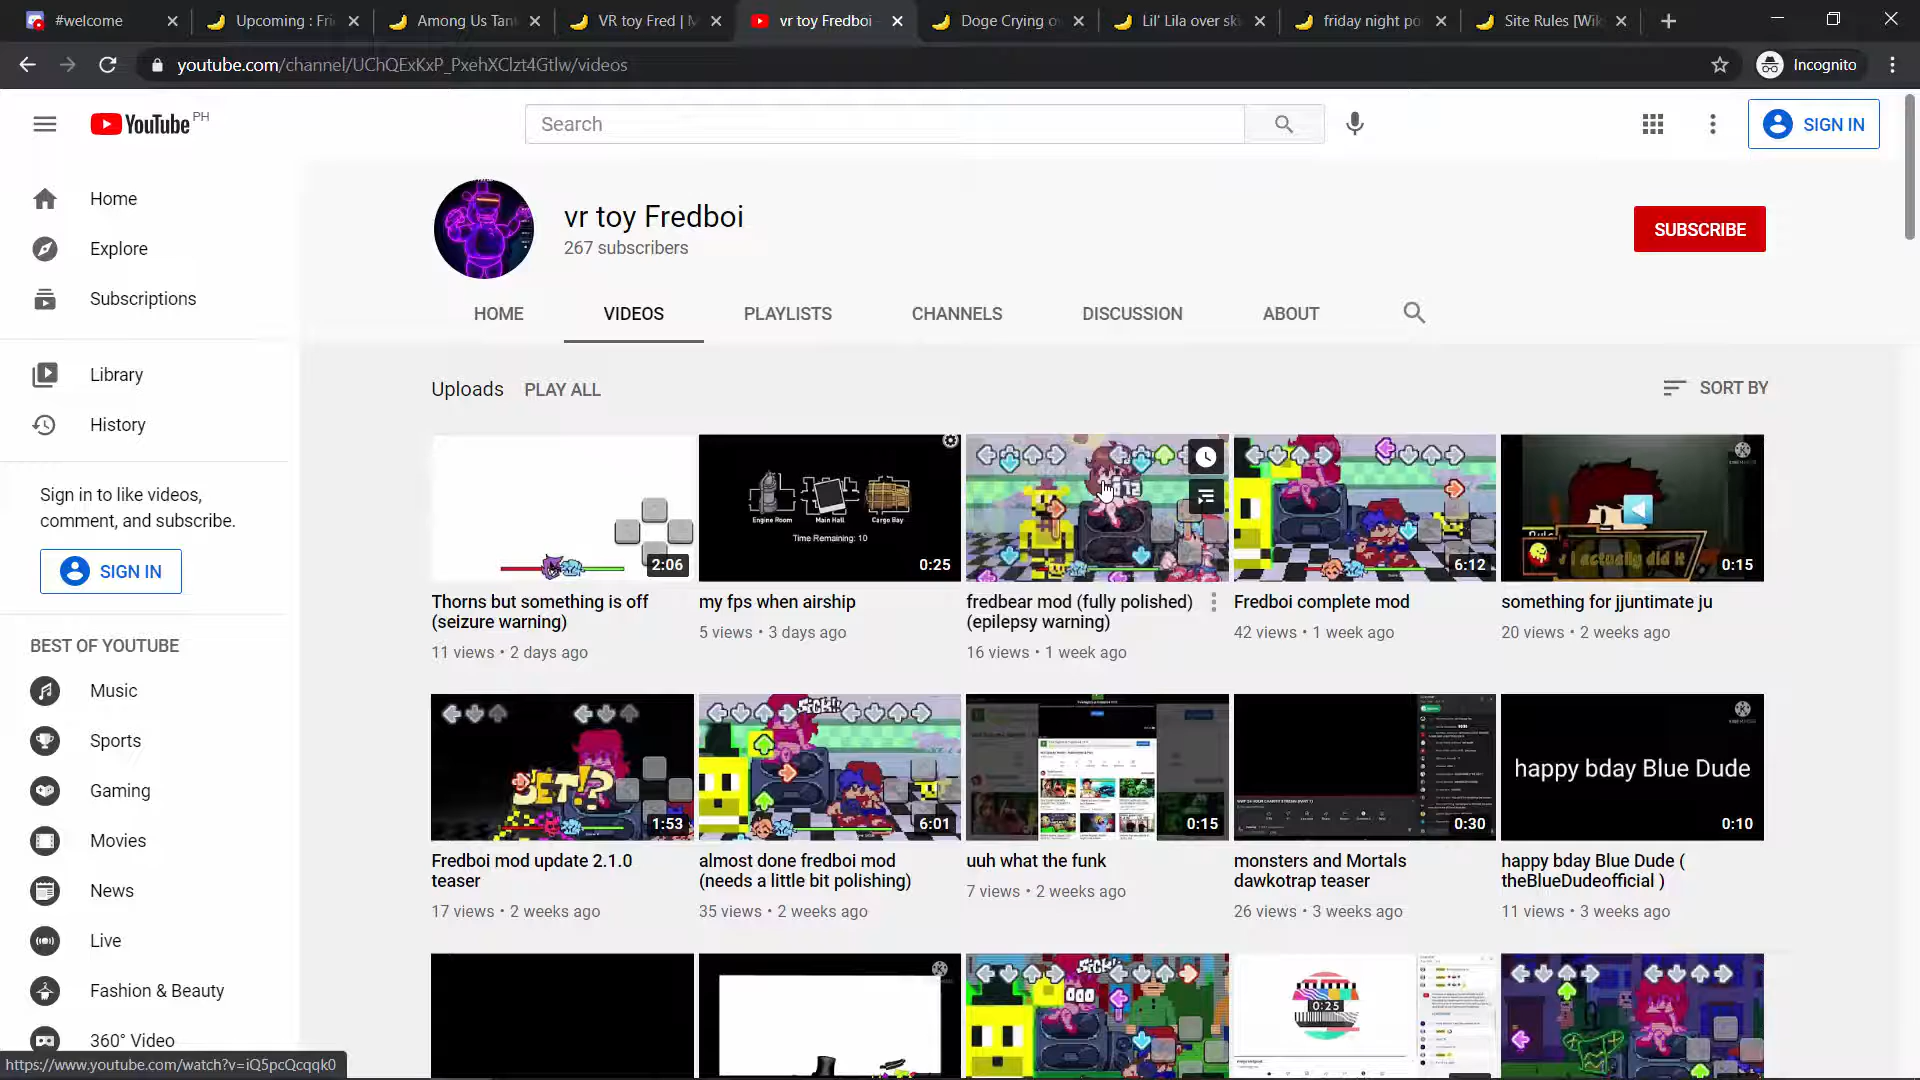 #welcome
Upcoming : Frid
Among Us Tank
VR toy Fred | M
vr toy Fredboi
Doge Crying o
Lil' Lila over sk
friday night po
Site Rules [Wik
youtube.com/channel/UChQExKxP_PxehXClzt4Gtlw/videos
Incognito
YouTube PH
Search
SIGN IN
Home
Explore
Subscriptions
Library
History
Sign in to like videos,
comment, and subscribe.
SIGN IN
BEST OF YOUTUBE
Music
Sports
Gaming
Movies
News
Live
Fashion & Beauty
360° Video
https://www.youtube.com/watch?v=iQ5pcQcqqk0
vr toy Fredboi
267 subscribers
SUBSCRIBE
HOME
VIDEOS
PLAYLISTS
CHANNELS
DISCUSSION
ABOUT
Uploads
PLAY ALL
SORT BY
2:06
Engine Room
Main Hall
Cargo Bay
Time Remaining: 10
0:25
6:12
I actually did it
0:15
Thorns but something is off
(seizure warning)
11 views • 2 days ago
my fps when airship
5 views • 3 days ago
fredbear mod (fully polished)
(epilepsy warning)
16 views • 1 week ago
Fredboi complete mod
42 views • 1 week ago
something for jjuntimate ju
20 views • 2 weeks ago
SET!?
1:53
SICK!!
6:01
0:15
0:30
happy bday Blue Dude
0:10
Fredboi mod update 2.1.0
teaser
17 views • 2 weeks ago
almost done fredboi mod
(needs a little bit polishing)
35 views • 2 weeks ago
uuh what the funk
7 views • 2 weeks ago
monsters and Mortals
dawkotrap teaser
26 views • 3 weeks ago
happy bday Blue Dude (
theBlueDudeofficial )
11 views • 3 weeks ago
SICK!!
0:25